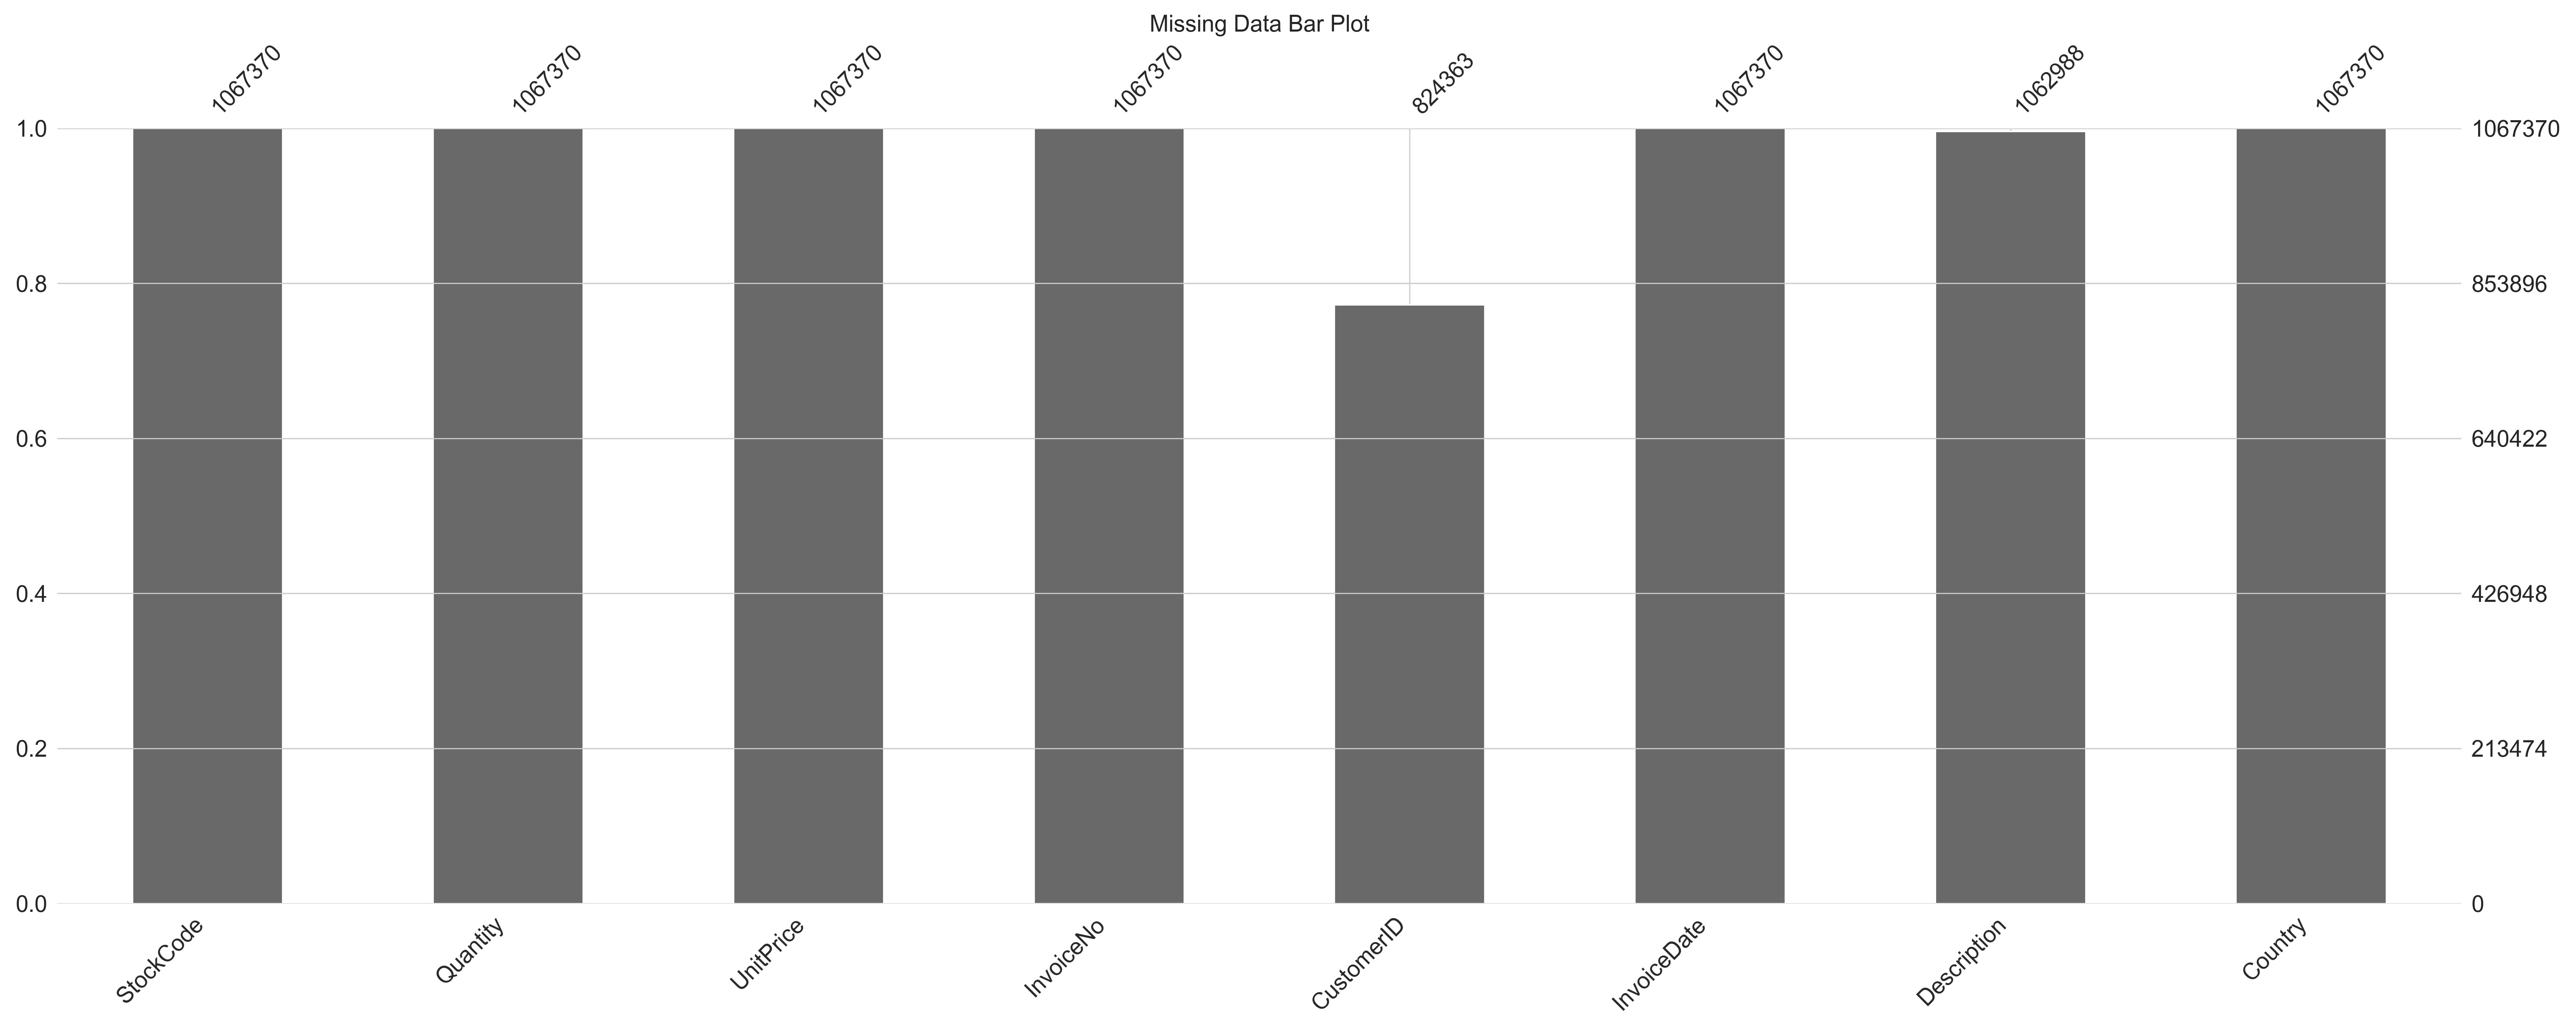 Missing Data Bar Plot
1067370
1067370
1067370
1067370
824363
1067370
1062988
1067370
1.0
1067370
0.8
853896
0.6
640422
0.4
426948
0.2
213474
0.0
0
StockCode
Quantity
UnitPrice
InvoiceNo
CustomerID
InvoiceDate
Description
Country